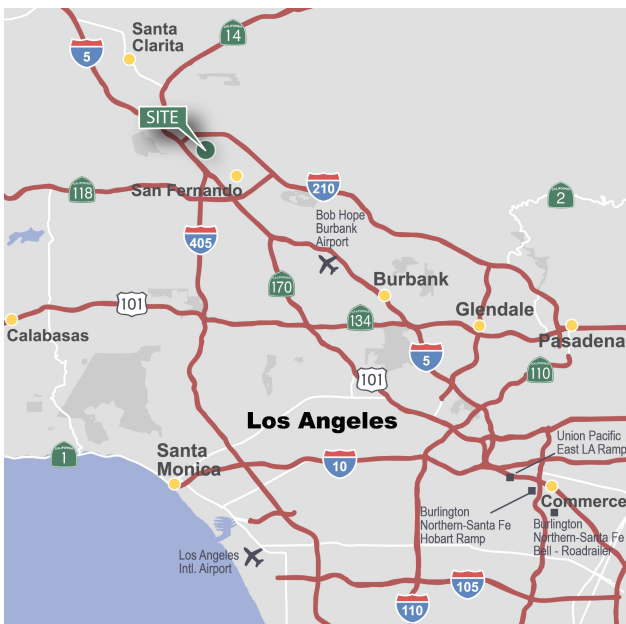 Santa
Clarita
5
CALIFORNIA
14
SITE
118
San Fernando
210
CALIFORNIA
2
405
Bob Hope
Burbank
Airport
170
Burbank
101
134
Glendale
Calabasas
Pasadena
5
110
101
Los Angeles
1
Santa
Monica
10
Union Pacific
East LA Ramp
Commerce
Burlington
Northern-Santa Fe
Hobart Ramp
Burlington
Northern-Santa Fe
Bell - Roadrailer
Los Angeles
Intl. Airport
105
110